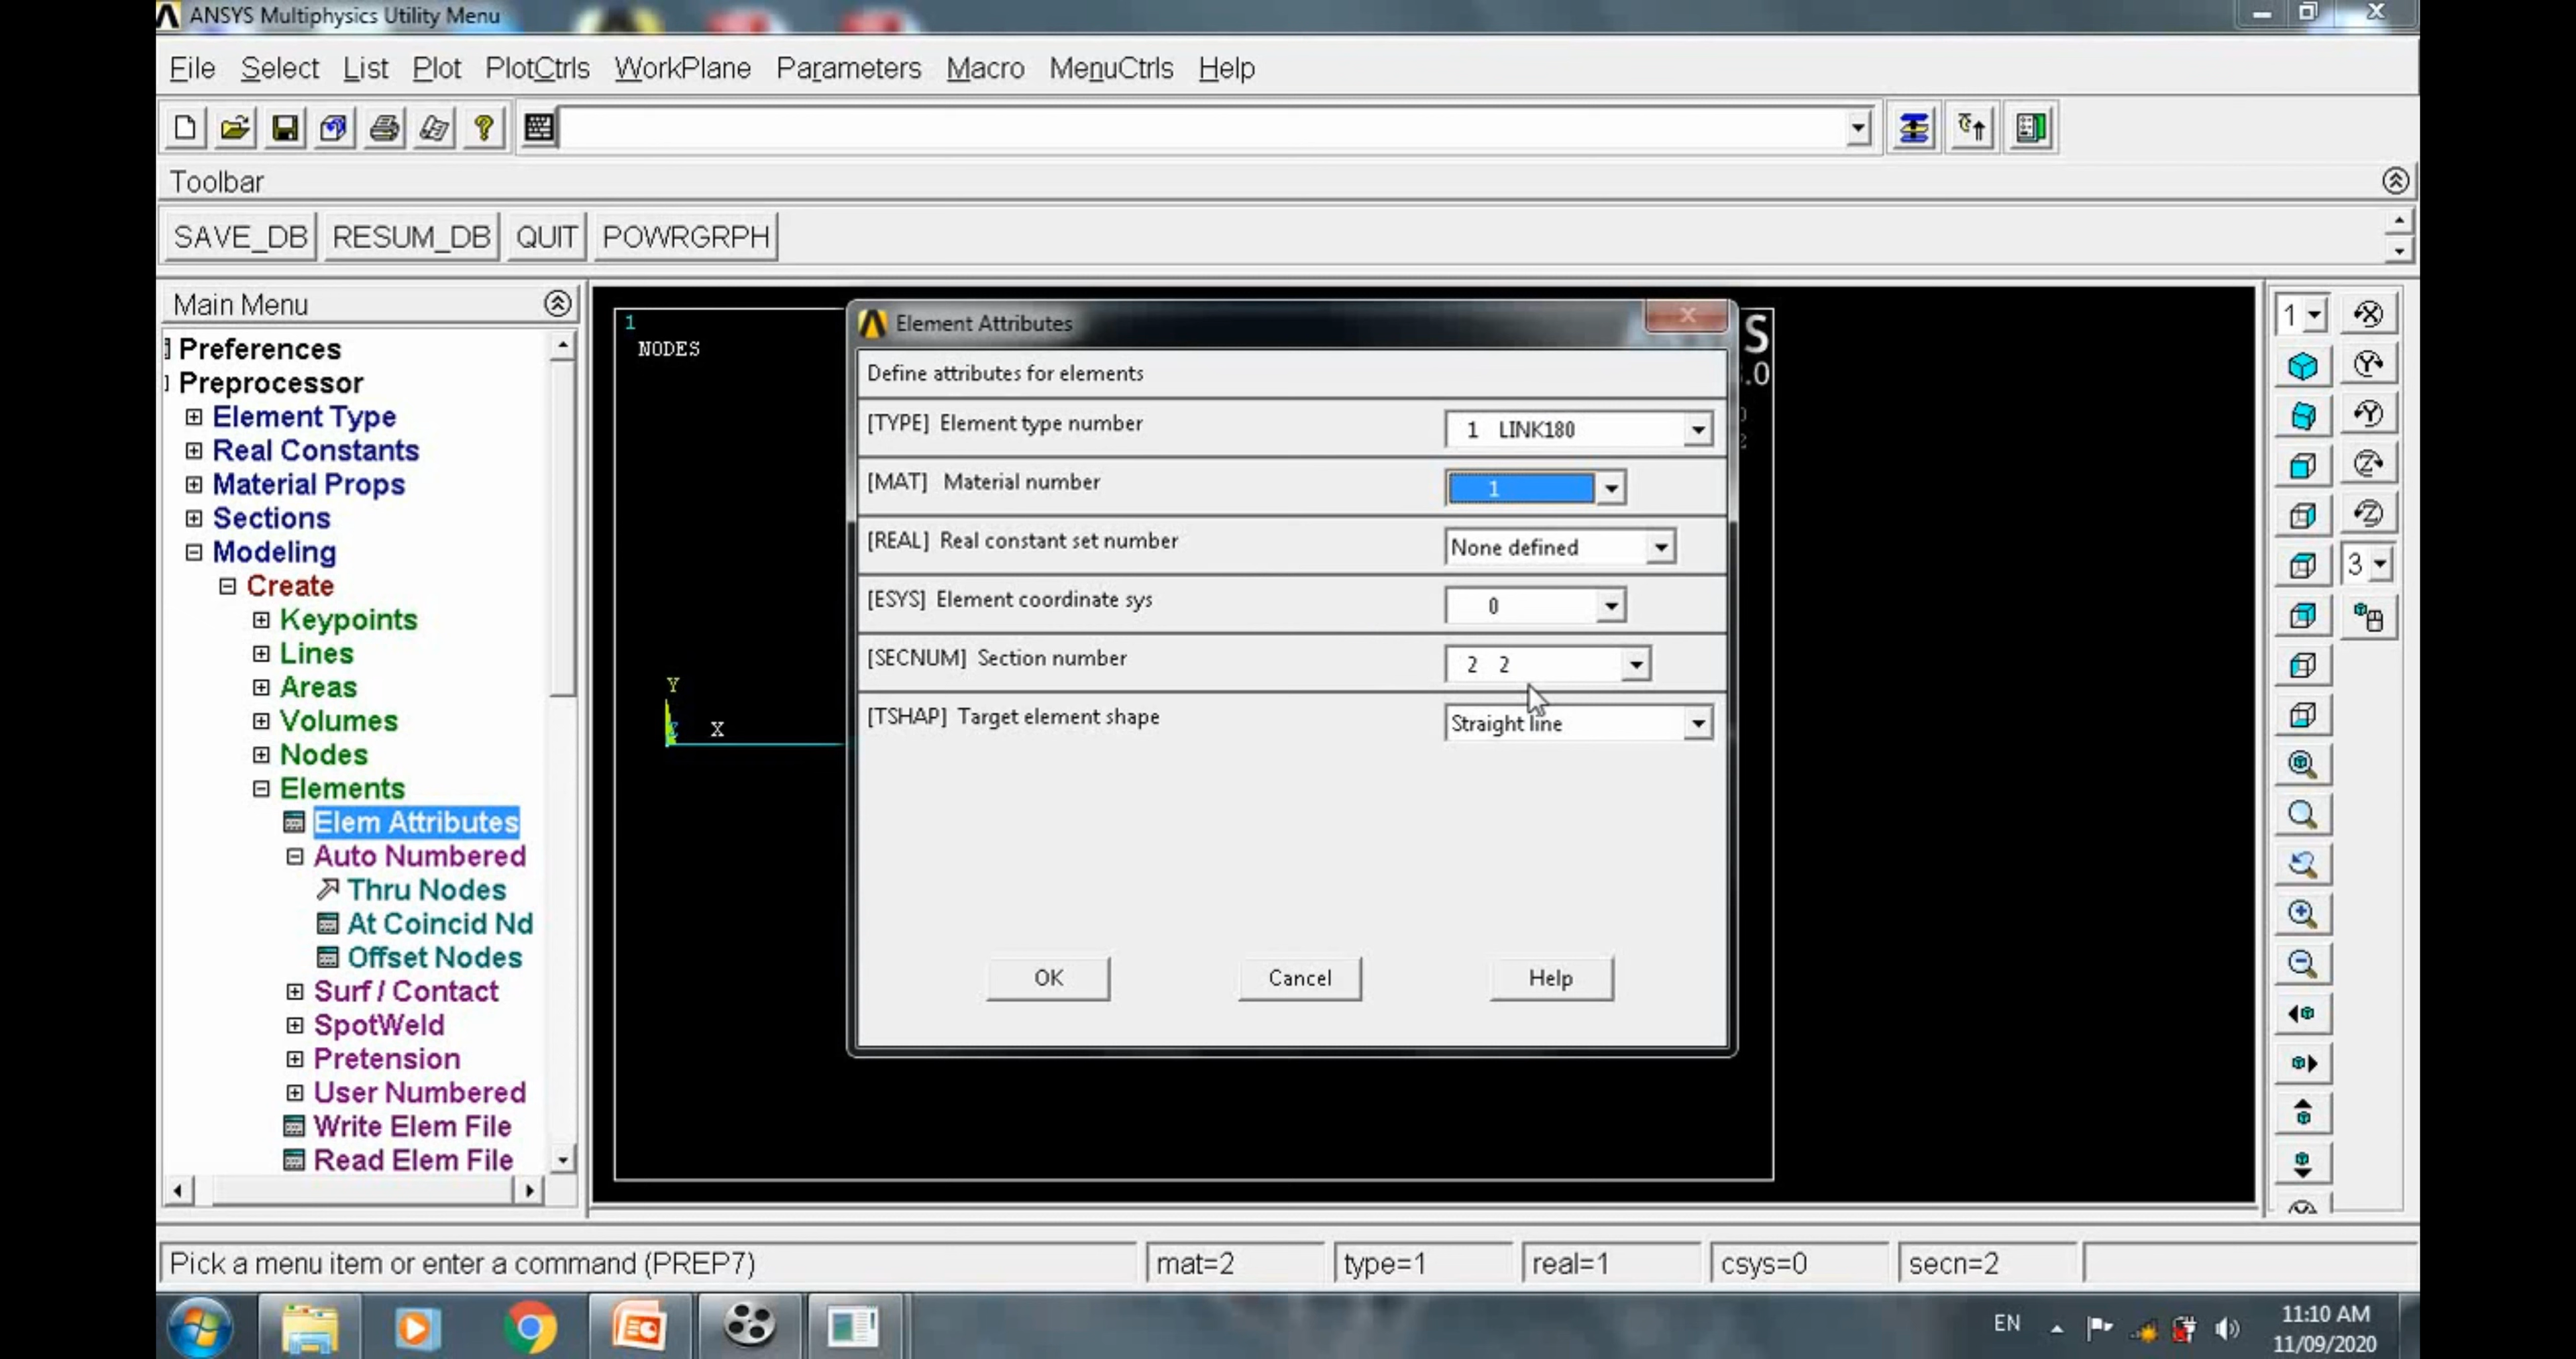 ANSYS Multiphysics Utility Menu
File Select List Plot PlotCtrls WorkPlane Parameters Macro MenuCtrls Help
Toolbar
SAVE_DB RESUM_DB QUIT POWRGRPH
Main Menu
Preferences
Preprocessor
Element Type
Real Constants
Material Props
Sections
Modeling
Create
Keypoints
Lines
Areas
Volumes
Nodes
Elements
Elem Attributes
Auto Numbered
Thru Nodes
At Coincid Nd
Offset Nodes
Surf / Contact
SpotWeld
Pretension
User Numbered
Write Elem File
Read Elem File
1
NODES
Y
Z X
S
.0
Element Attributes
Define attributes for elements
[TYPE] Element type number 1 LINK180
[MAT] Material number 1
[REAL] Real constant set number None defined
[ESYS] Element coordinate sys 0
[SECNUM] Section number 2 2
[TSHAP] Target element shape Straight line
OK Cancel Help
1
3
Pick a menu item or enter a command (PREP7) mat=2 type=1 real=1 csys=0 secn=2
EN
11:10 AM
11/09/2020